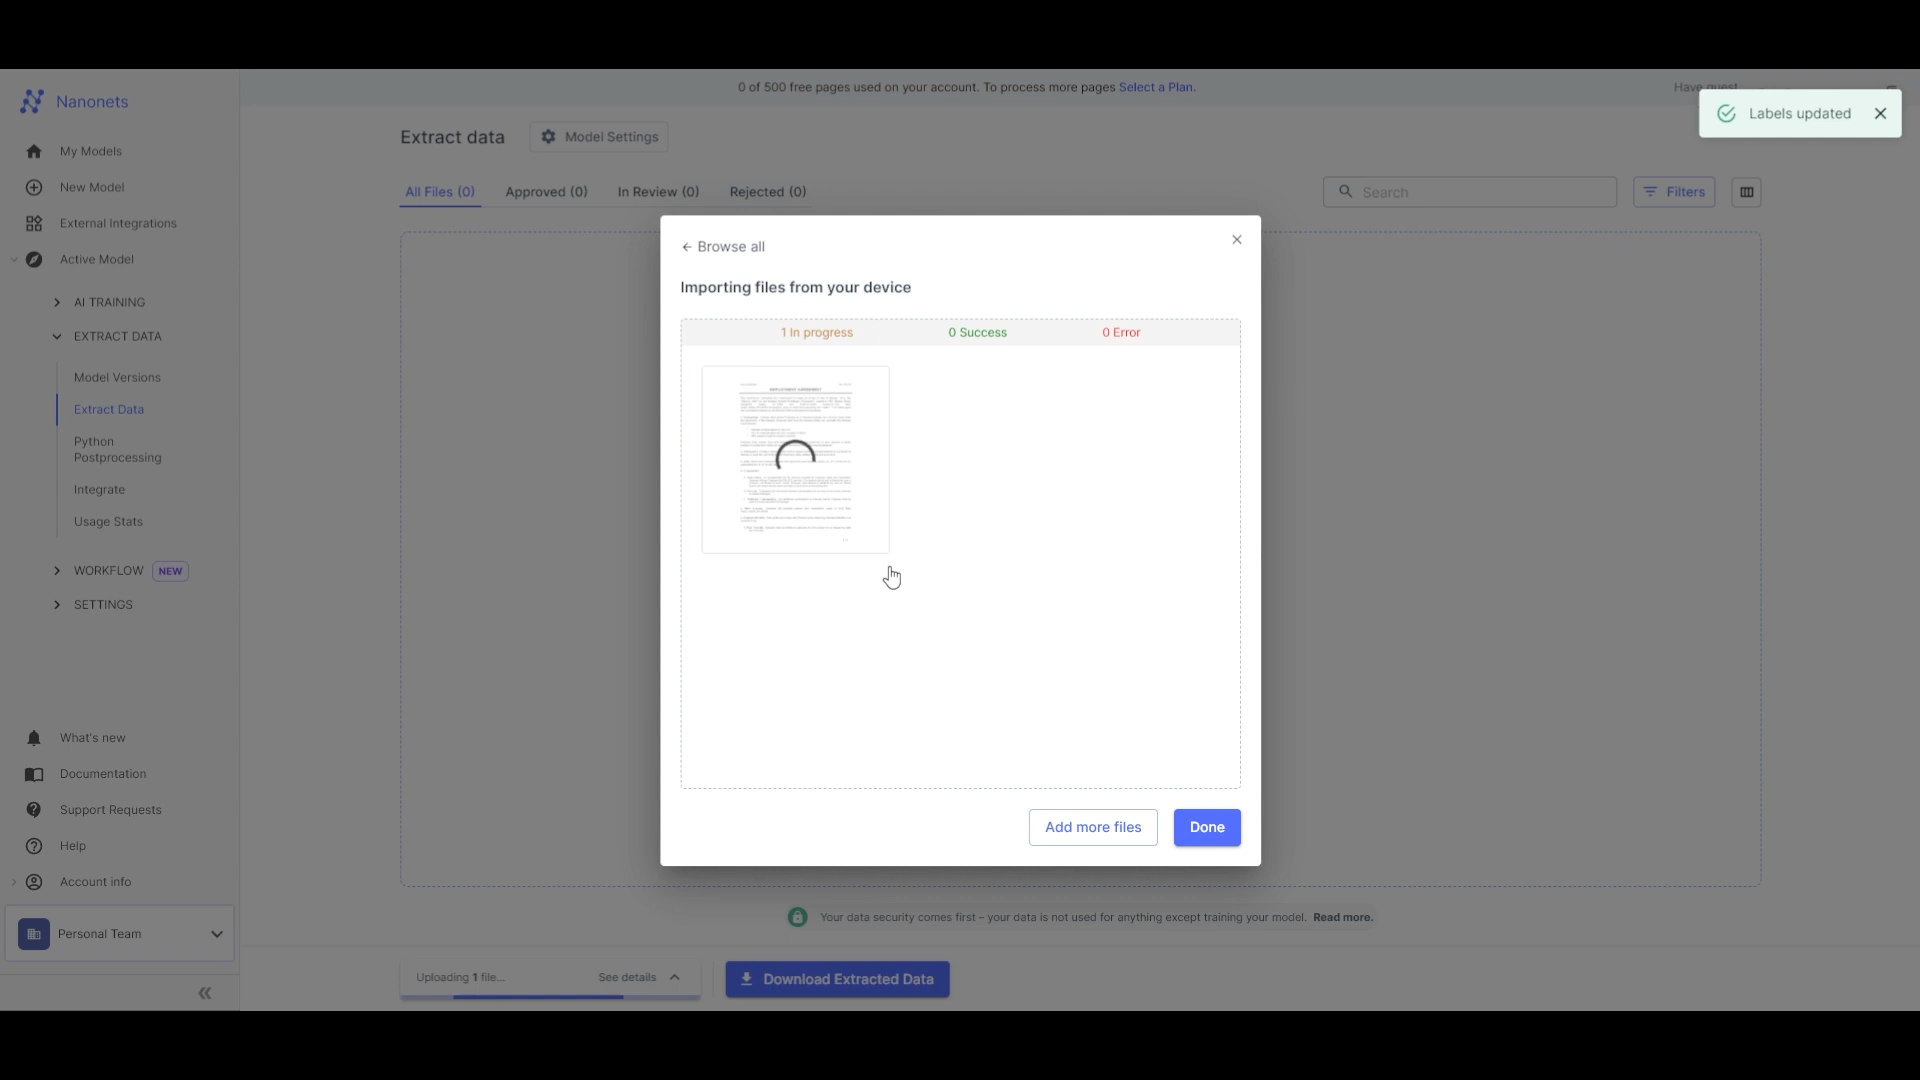 Nanonets
0 of 500 free pages used on your account. To process more pages Select a Plan.
Labels updated
My Models
New Model
External Integrations
Active Model
AI TRAINING
EXTRACT DATA
Model Versions
Extract Data
Python
Postprocessing
Integrate
Usage Stats
WORKFLOW NEW
SETTINGS
What's new
Documentation
Support Requests
Help
Account info
Personal Team
Extract data
Model Settings
All Files (0)
Approved (0)
In Review (0)
Rejected (0)
Search
Filters
← Browse all
Importing files from your device
1 In progress
0 Success
0 Error
Add more files
Done
Your data security comes first – your data is not used for anything except training your model. Read more.
Uploading 1 file...
See details
Download Extracted Data